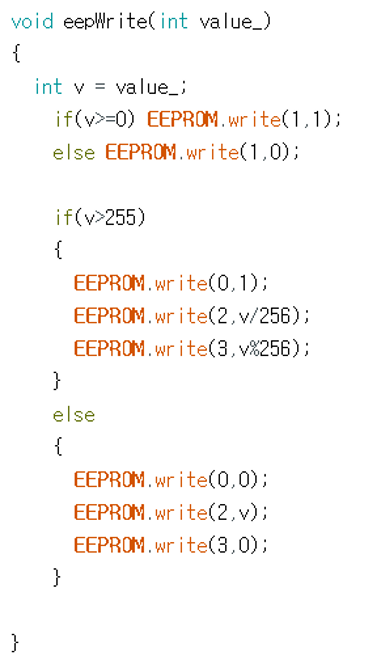 void eepWrite(int value_)
{
int v = value_;
if(v>=0) EEPROM.write(1,1);
else EEPROM.write(1,0);
if(v>255)
{
EEPROM.write(0,1);
EEPROM.write(2,v/256);
EEPROM.write(3,v%256);
}
else
{
EEPROM.write(0,0);
EEPROM.write(2,v);
EEPROM.write(3,0);
}
}